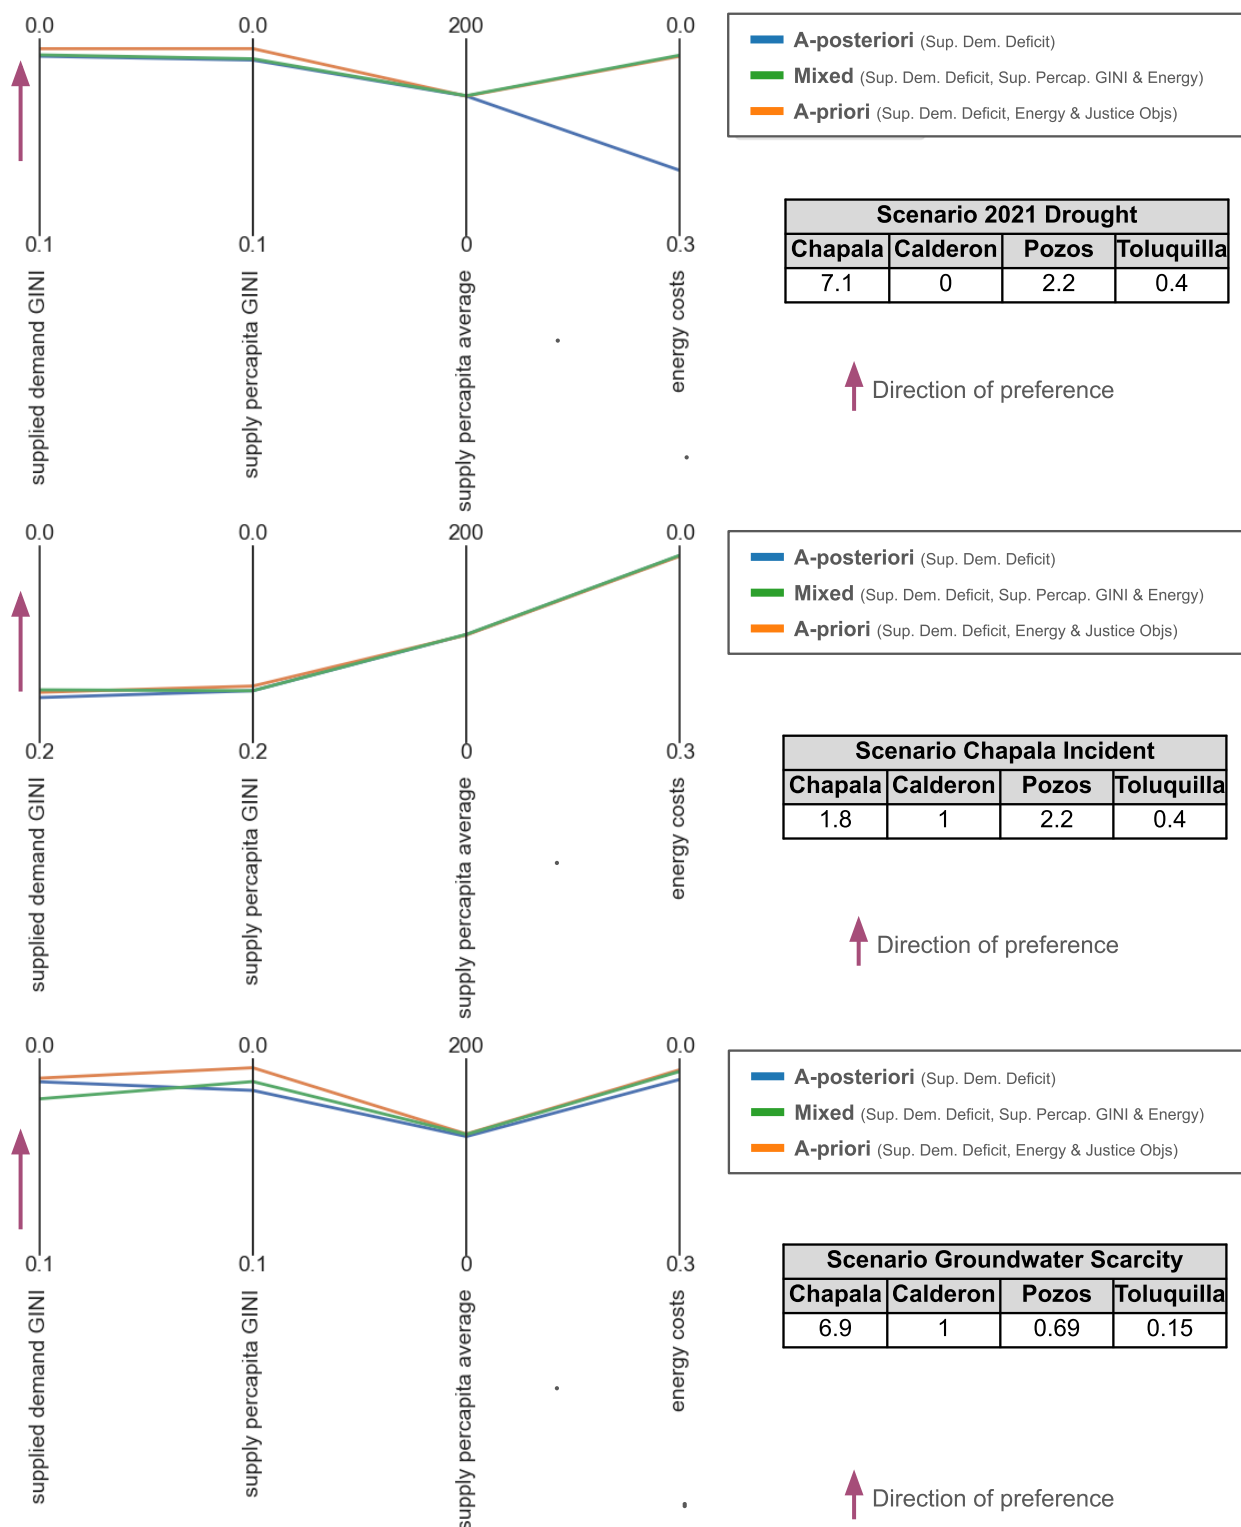 0.0 0.0 200 0.0
0.1 0.1 0 0.3
supplied demand GINI
supply percapita GINI
supply percapita average
energy costs
A-posteriori (Sup. Dem. Deficit)
Mixed (Sup. Dem. Deficit, Sup. Percap. GINI & Energy)
A-priori (Sup. Dem. Deficit, Energy & Justice Objs)
Scenario 2021 Drought
Chapala Calderon Pozos Toluquilla
7.1 0 2.2 0.4
Direction of preference
0.0 0.0 200 0.0
0.2 0.2 0 0.3
supplied demand GINI
supply percapita GINI
supply percapita average
energy costs
A-posteriori (Sup. Dem. Deficit)
Mixed (Sup. Dem. Deficit, Sup. Percap. GINI & Energy)
A-priori (Sup. Dem. Deficit, Energy & Justice Objs)
Scenario Chapala Incident
Chapala Calderon Pozos Toluquilla
1.8 1 2.2 0.4
Direction of preference
0.0 0.0 200 0.0
0.1 0.1 0 0.3
supplied demand GINI
supply percapita GINI
supply percapita average
energy costs
A-posteriori (Sup. Dem. Deficit)
Mixed (Sup. Dem. Deficit, Sup. Percap. GINI & Energy)
A-priori (Sup. Dem. Deficit, Energy & Justice Objs)
Scenario Groundwater Scarcity
Chapala Calderon Pozos Toluquilla
6.9 1 0.69 0.15
Direction of preference